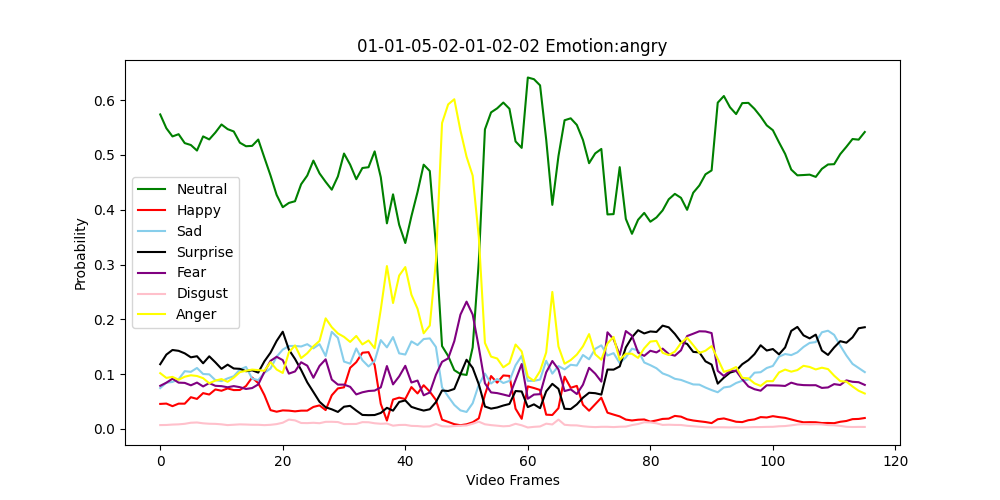 01-01-05-02-01-02-02 Emotion:angry
Probability
0.6
0.5
0.4
0.3
0.2
0.1
0.0
Neutral
Happy
Sad
Surprise
Fear
Disgust
Anger
0 20 40 60 80 100 120
Video Frames